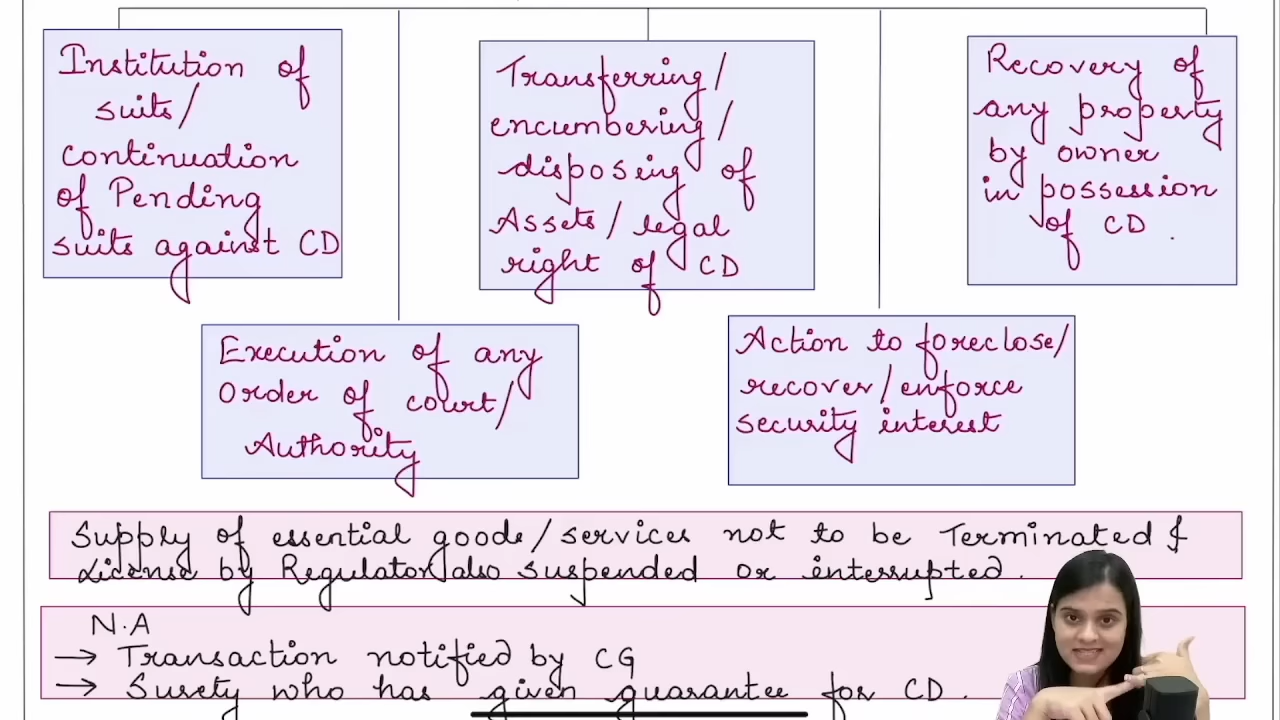 Institution of
suits/
continuation
of Pending
suits against CD
Transferring/
encumbering/
disposing of
Assets/legal
right of CD
Recovery of
any property
by owner
in possession
of CD
Execution of any
Order of court/
Authority
Action to foreclose/
recover/enforce
security interest
Supply of essential goods/services not to be Terminated &
License by Regulator also suspended or interrupted.
N.A
→ Transaction notified by CG
→ Surety who has given guarantee for CD.